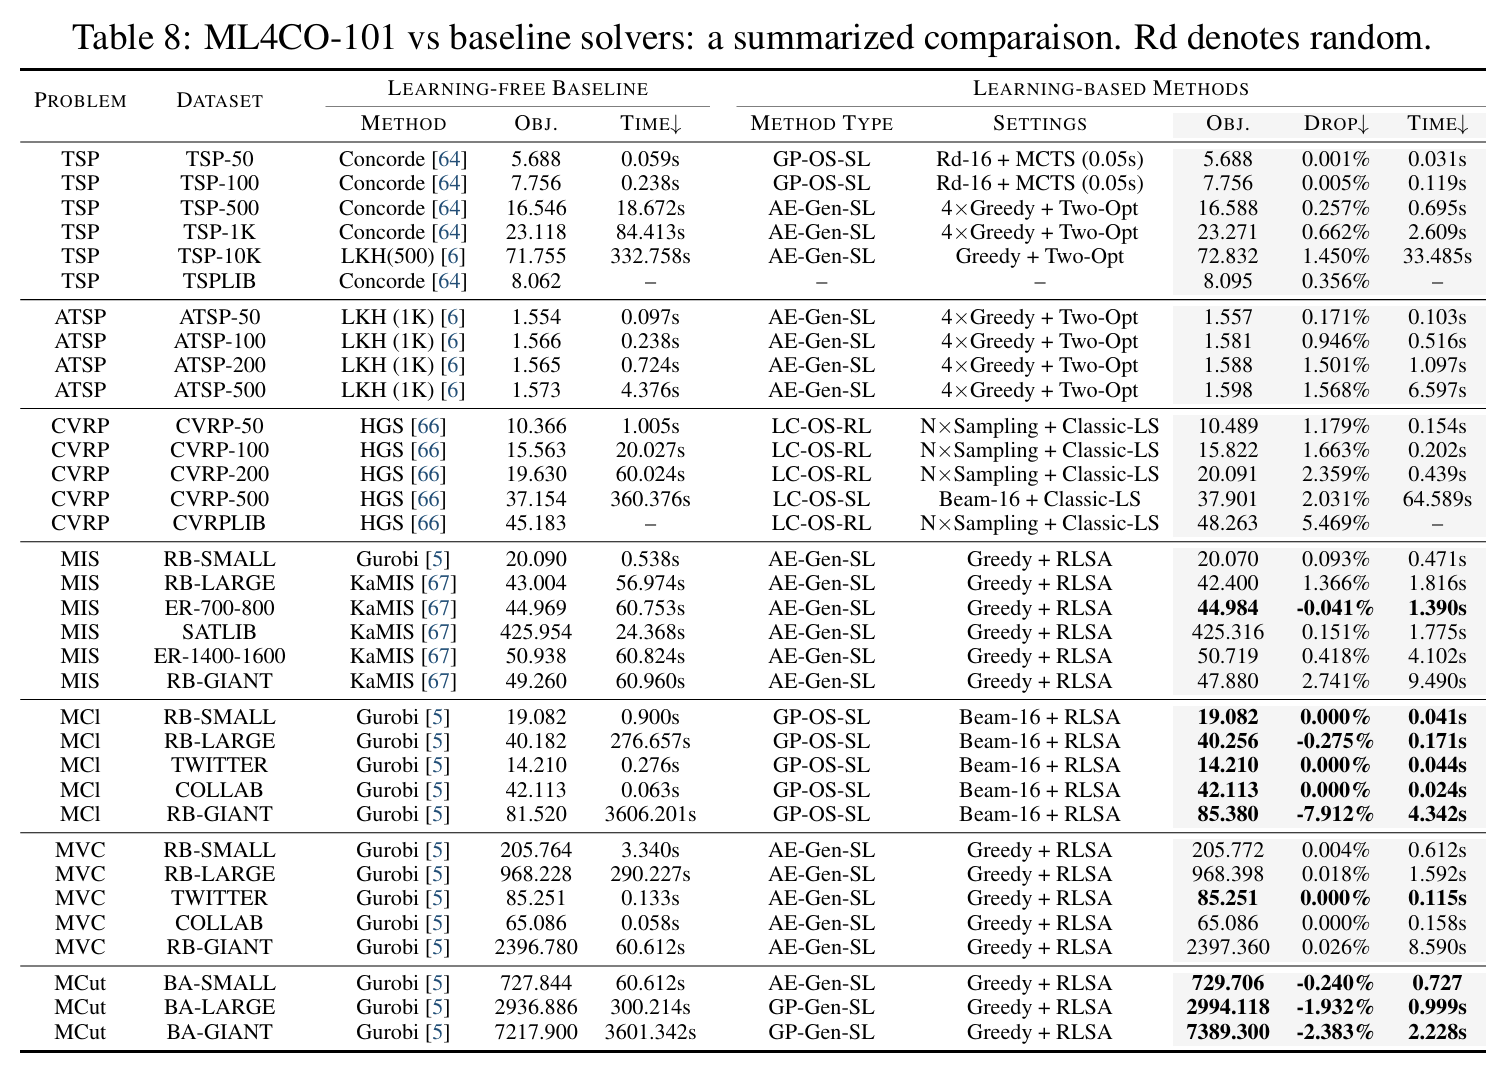 Table 8: ML4CO-101 vs baseline solvers: a summarized comparaison. Rd denotes random.
PROBLEM DATASET LEARNING-FREE BASELINE LEARNING-BASED METHODS
METHOD OBJ. TIME↓ METHOD TYPE SETTINGS OBJ. DROP↓ TIME↓
TSP TSP-50 Concorde [64] 5.688 0.059s GP-OS-SL Rd-16 + MCTS (0.05s) 5.688 0.001% 0.031s
TSP TSP-100 Concorde [64] 7.756 0.238s GP-OS-SL Rd-16 + MCTS (0.05s) 7.756 0.005% 0.119s
TSP TSP-500 Concorde [64] 16.546 18.672s AE-Gen-SL 4×Greedy + Two-Opt 16.588 0.257% 0.695s
TSP TSP-1K Concorde [64] 23.118 84.413s AE-Gen-SL 4×Greedy + Two-Opt 23.271 0.662% 2.609s
TSP TSP-10K LKH(500) [6] 71.755 332.758s AE-Gen-SL Greedy + Two-Opt 72.832 1.450% 33.485s
TSP TSPLIB Concorde [64] 8.062 – – – 8.095 0.356% –
ATSP ATSP-50 LKH (1K) [6] 1.554 0.097s AE-Gen-SL 4×Greedy + Two-Opt 1.557 0.171% 0.103s
ATSP ATSP-100 LKH (1K) [6] 1.566 0.238s AE-Gen-SL 4×Greedy + Two-Opt 1.581 0.946% 0.516s
ATSP ATSP-200 LKH (1K) [6] 1.565 0.724s AE-Gen-SL 4×Greedy + Two-Opt 1.588 1.501% 1.097s
ATSP ATSP-500 LKH (1K) [6] 1.573 4.376s AE-Gen-SL 4×Greedy + Two-Opt 1.598 1.568% 6.597s
CVRP CVRP-50 HGS [66] 10.366 1.005s LC-OS-RL N×Sampling + Classic-LS 10.489 1.179% 0.154s
CVRP CVRP-100 HGS [66] 15.563 20.027s LC-OS-RL N×Sampling + Classic-LS 15.822 1.663% 0.202s
CVRP CVRP-200 HGS [66] 19.630 60.024s LC-OS-RL N×Sampling + Classic-LS 20.091 2.359% 0.439s
CVRP CVRP-500 HGS [66] 37.154 360.376s LC-OS-SL Beam-16 + Classic-LS 37.901 2.031% 64.589s
CVRP CVRPLIB HGS [66] 45.183 – LC-OS-RL N×Sampling + Classic-LS 48.263 5.469% –
MIS RB-SMALL Gurobi [5] 20.090 0.538s AE-Gen-SL Greedy + RLSA 20.070 0.093% 0.471s
MIS RB-LARGE KaMIS [67] 43.004 56.974s AE-Gen-SL Greedy + RLSA 42.400 1.366% 1.816s
MIS ER-700-800 KaMIS [67] 44.969 60.753s AE-Gen-SL Greedy + RLSA 44.984 -0.041% 1.390s
MIS SATLIB KaMIS [67] 425.954 24.368s AE-Gen-SL Greedy + RLSA 425.316 0.151% 1.775s
MIS ER-1400-1600 KaMIS [67] 50.938 60.824s AE-Gen-SL Greedy + RLSA 50.719 0.418% 4.102s
MIS RB-GIANT KaMIS [67] 49.260 60.960s AE-Gen-SL Greedy + RLSA 47.880 2.741% 9.490s
MCl RB-SMALL Gurobi [5] 19.082 0.900s GP-OS-SL Beam-16 + RLSA 19.082 0.000% 0.041s
MCl RB-LARGE Gurobi [5] 40.182 276.657s GP-OS-SL Beam-16 + RLSA 40.256 -0.275% 0.171s
MCl TWITTER Gurobi [5] 14.210 0.276s GP-OS-SL Beam-16 + RLSA 14.210 0.000% 0.044s
MCl COLLAB Gurobi [5] 42.113 0.063s GP-OS-SL Beam-16 + RLSA 42.113 0.000% 0.024s
MCl RB-GIANT Gurobi [5] 81.520 3606.201s GP-OS-SL Beam-16 + RLSA 85.380 -7.912% 4.342s
MVC RB-SMALL Gurobi [5] 205.764 3.340s AE-Gen-SL Greedy + RLSA 205.772 0.004% 0.612s
MVC RB-LARGE Gurobi [5] 968.228 290.227s AE-Gen-SL Greedy + RLSA 968.398 0.018% 1.592s
MVC TWITTER Gurobi [5] 85.251 0.133s AE-Gen-SL Greedy + RLSA 85.251 0.000% 0.115s
MVC COLLAB Gurobi [5] 65.086 0.058s AE-Gen-SL Greedy + RLSA 65.086 0.000% 0.158s
MVC RB-GIANT Gurobi [5] 2396.780 60.612s AE-Gen-SL Greedy + RLSA 2397.360 0.026% 8.590s
MCut BA-SMALL Gurobi [5] 727.844 60.612s AE-Gen-SL Greedy + RLSA 729.706 -0.240% 0.727
MCut BA-LARGE Gurobi [5] 2936.886 300.214s GP-Gen-SL Greedy + RLSA 2994.118 -1.932% 0.999s
MCut BA-GIANT Gurobi [5] 7217.900 3601.342s GP-Gen-SL Greedy + RLSA 7389.300 -2.383% 2.228s